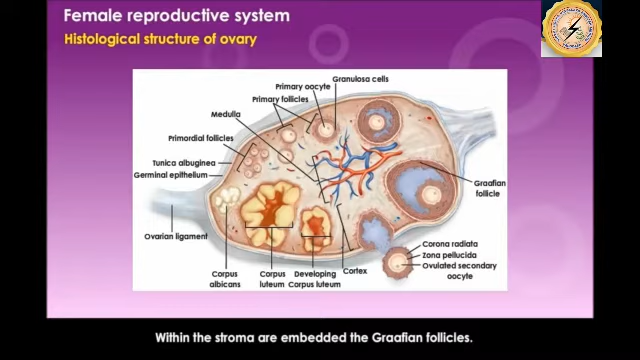 Female reproductive system
Histological structure of ovary
Granulosa cells
Primary oocyte
Primary follicles
Medulla
Primordial follicles
Tunica albuginea
Germinal epithelium
Graafian
follicle
Ovarian ligament
Corona radiata
Zona pellucida
Ovulated secondary
oocyte
Corpus
albicans
Corpus
luteum
Developing
Corpus luteum
Cortex
Within the stroma are embedded the Graafian follicles.